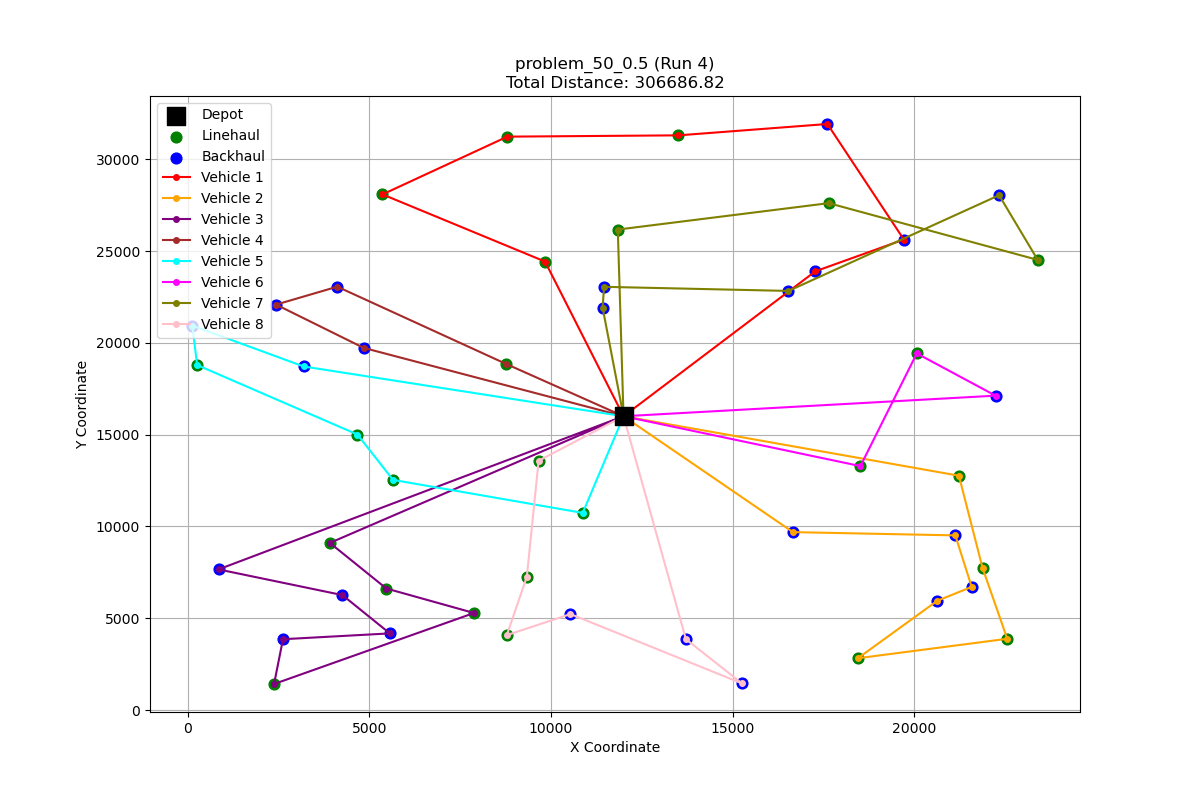 problem_50_0.5 (Run 4)
Total Distance: 306686.82
Depot
Linehaul
Backhaul
Vehicle 1
Vehicle 2
Vehicle 3
Vehicle 4
Vehicle 5
Vehicle 6
Vehicle 7
Vehicle 8
30000
25000
20000
15000
10000
5000
0
Y Coordinate
0
5000
10000
15000
20000
X Coordinate